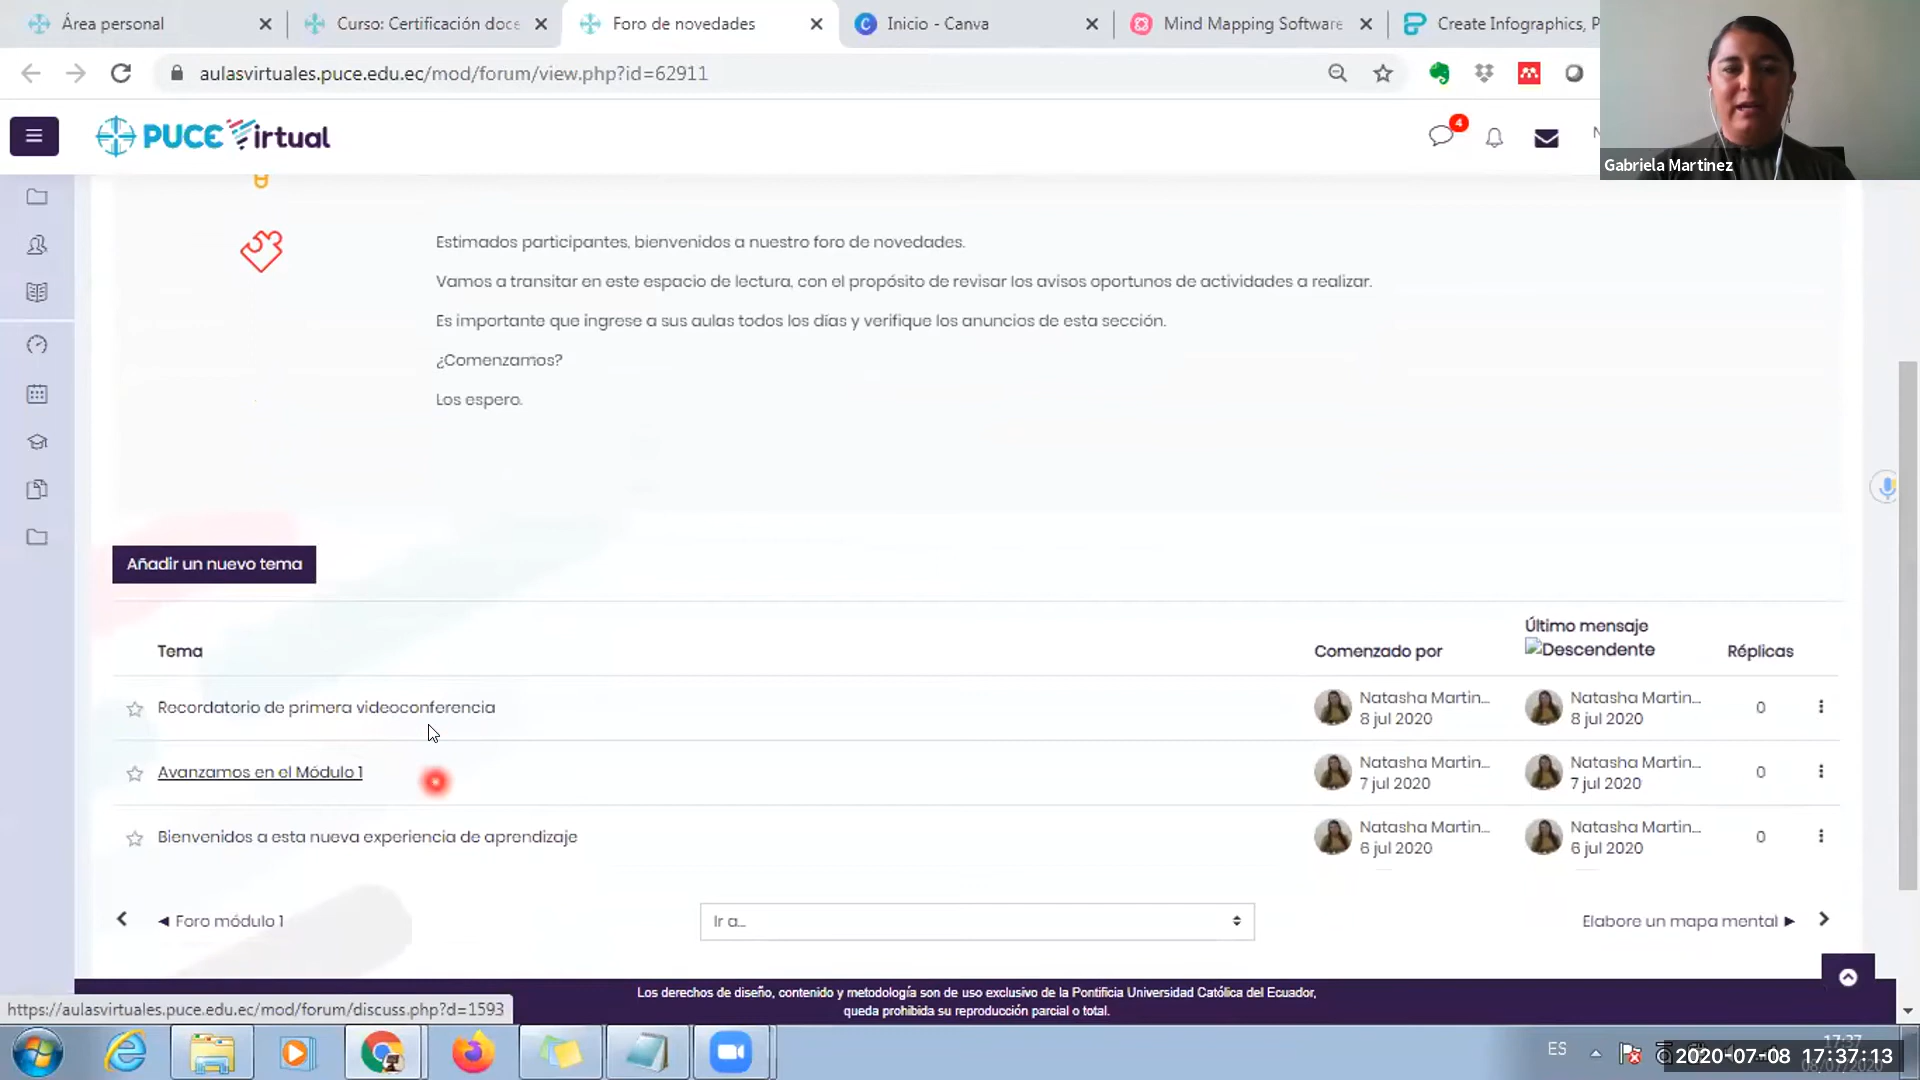 Área personal
Curso: Certificación doce
Foro de novedades
Inicio - Canva
Mind Mapping Software
Create Infographics, P
aulasvirtuales.puce.edu.ec/mod/forum/view.php?id=62911
PUCE Virtual
4
Gabriela Martinez
Estimados participantes, bienvenidos a nuestro foro de novedades.
Vamos a transitar en este espacio de lectura, con el propósito de revisar los avisos oportunos de actividades a realizar.
Es importante que ingrese a sus aulas todos los días y verifique los anuncios de esta sección.
¿Comenzamos?
Los espero.
Añadir un nuevo tema
Tema
Comenzado por
Último mensaje
Descendente
Réplicas
Recordatorio de primera videoconferencia
Natasha Martin...
8 jul 2020
Natasha Martin...
8 jul 2020
0
Avanzamos en el Módulo 1
Natasha Martin...
7 jul 2020
Natasha Martin...
7 jul 2020
0
Bienvenidos a esta nueva experiencia de aprendizaje
Natasha Martin...
6 jul 2020
Natasha Martin...
6 jul 2020
0
◄ Foro módulo 1
Ir a...
Elabore un mapa mental ►
Los derechos de diseño, contenido y metodología son de uso exclusivo de la Pontificia Universidad Católica del Ecuador,
queda prohibida su reproducción parcial o total.
https://aulasvirtuales.puce.edu.ec/mod/forum/discuss.php?d=1593
ES
17:37
2020-07-08 17:37:13